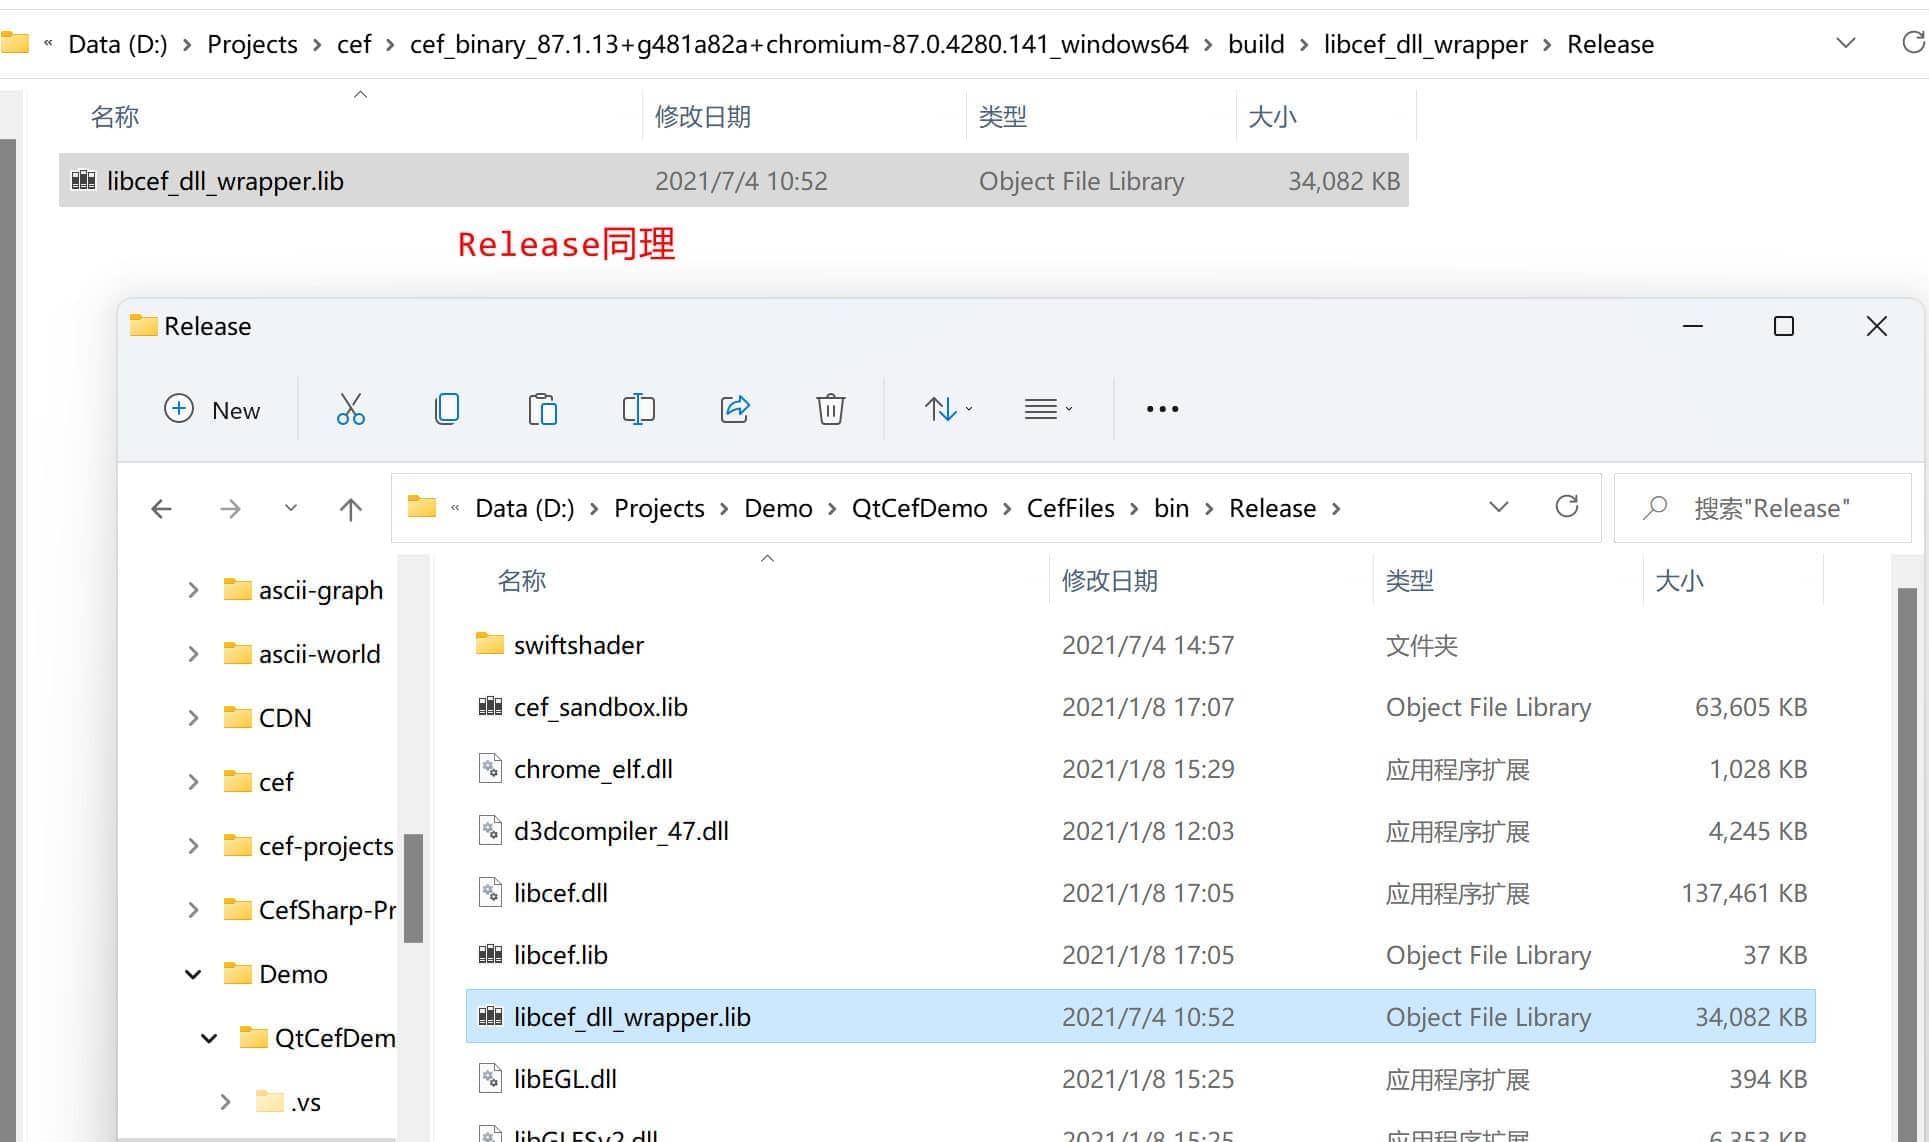 « Data (D:) › Projects › cef › cef_binary_87.1.13+g481a82a+chromium-87.0.4280.141_windows64 › build › libcef_dll_wrapper › Release
名称 修改日期 类型 大小
libcef_dll_wrapper.lib 2021/7/4 10:52 Object File Library 34,082 KB
Release同理
Release
New
« Data (D:) › Projects › Demo › QtCefDemo › CefFiles › bin › Release ›
搜索"Release"
ascii-graph
ascii-world
CDN
cef
cef-projects
CefSharp-Pr
Demo
QtCefDem
.vs
名称 修改日期 类型 大小
swiftshader 2021/7/4 14:57 文件夹
cef_sandbox.lib 2021/1/8 17:07 Object File Library 63,605 KB
chrome_elf.dll 2021/1/8 15:29 应用程序扩展 1,028 KB
d3dcompiler_47.dll 2021/1/8 12:03 应用程序扩展 4,245 KB
libcef.dll 2021/1/8 17:05 应用程序扩展 137,461 KB
libcef.lib 2021/1/8 17:05 Object File Library 37 KB
libcef_dll_wrapper.lib 2021/7/4 10:52 Object File Library 34,082 KB
libEGL.dll 2021/1/8 15:25 应用程序扩展 394 KB
libGLESv2.dll 2021/1/8 15:25 应用程序扩展 6,353 KB